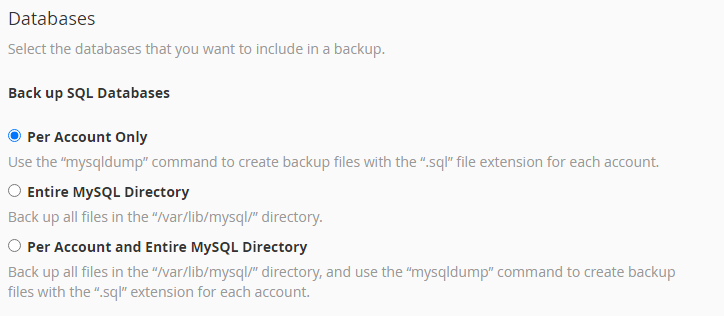 Databases
Select the databases that you want to include in a backup.
Back up SQL Databases
Per Account Only
Use the “mysqldump” command to create backup files with the “.sql” file extension for each account.
Entire MySQL Directory
Back up all files in the “/var/lib/mysql/” directory.
Per Account and Entire MySQL Directory
Back up all files in the “/var/lib/mysql/” directory, and use the “mysqldump” command to create backup
files with the “.sql” extension for each account.